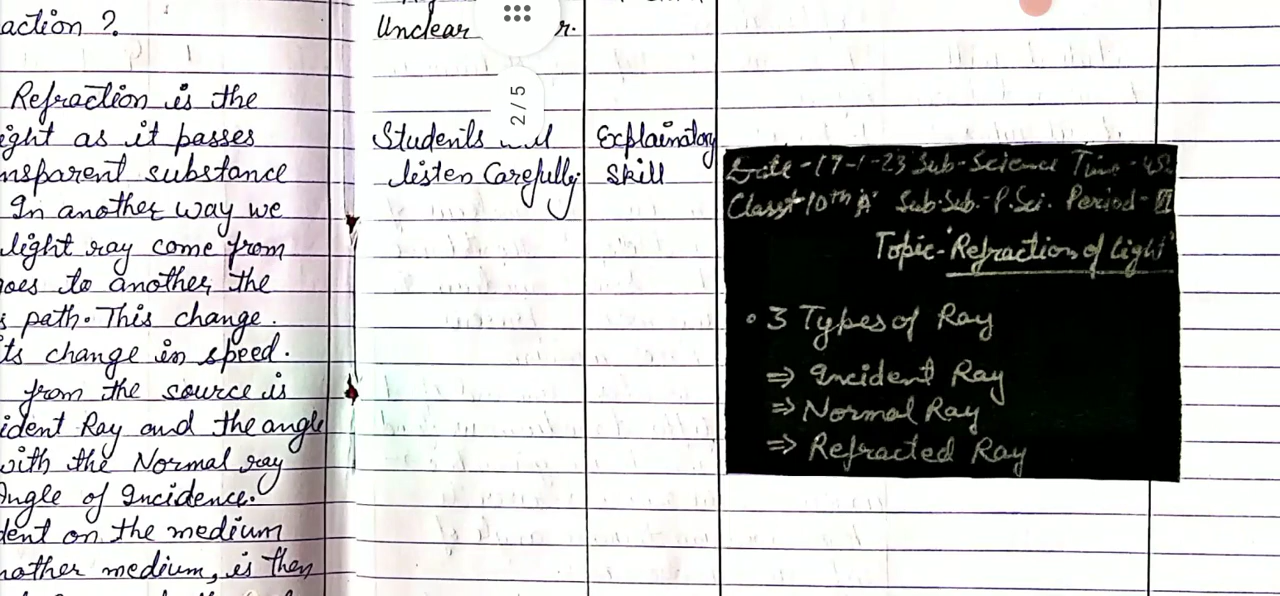 action ?
Refraction is the
ight as it passes
nsparent substance
In another way we
light ray come from
oes to another, the
s path. This change.
ts change in speed.
from the source is
ident Ray and the angle
with the Normal ray
Angle of Incidence.
dent on the medium
nother medium, is then
Unclear r.
2/5
Students
listen Carefully.
Explainatory
Skill
Date - 17-1-23 Sub - Science Time - 45
Class - 10th 'A' Sub. Sub. - P. Sci. Period - III
Topic - "Refraction of light"
• 3 Types of Ray
⇒ Incident Ray
⇒ Normal Ray
⇒ Refracted Ray